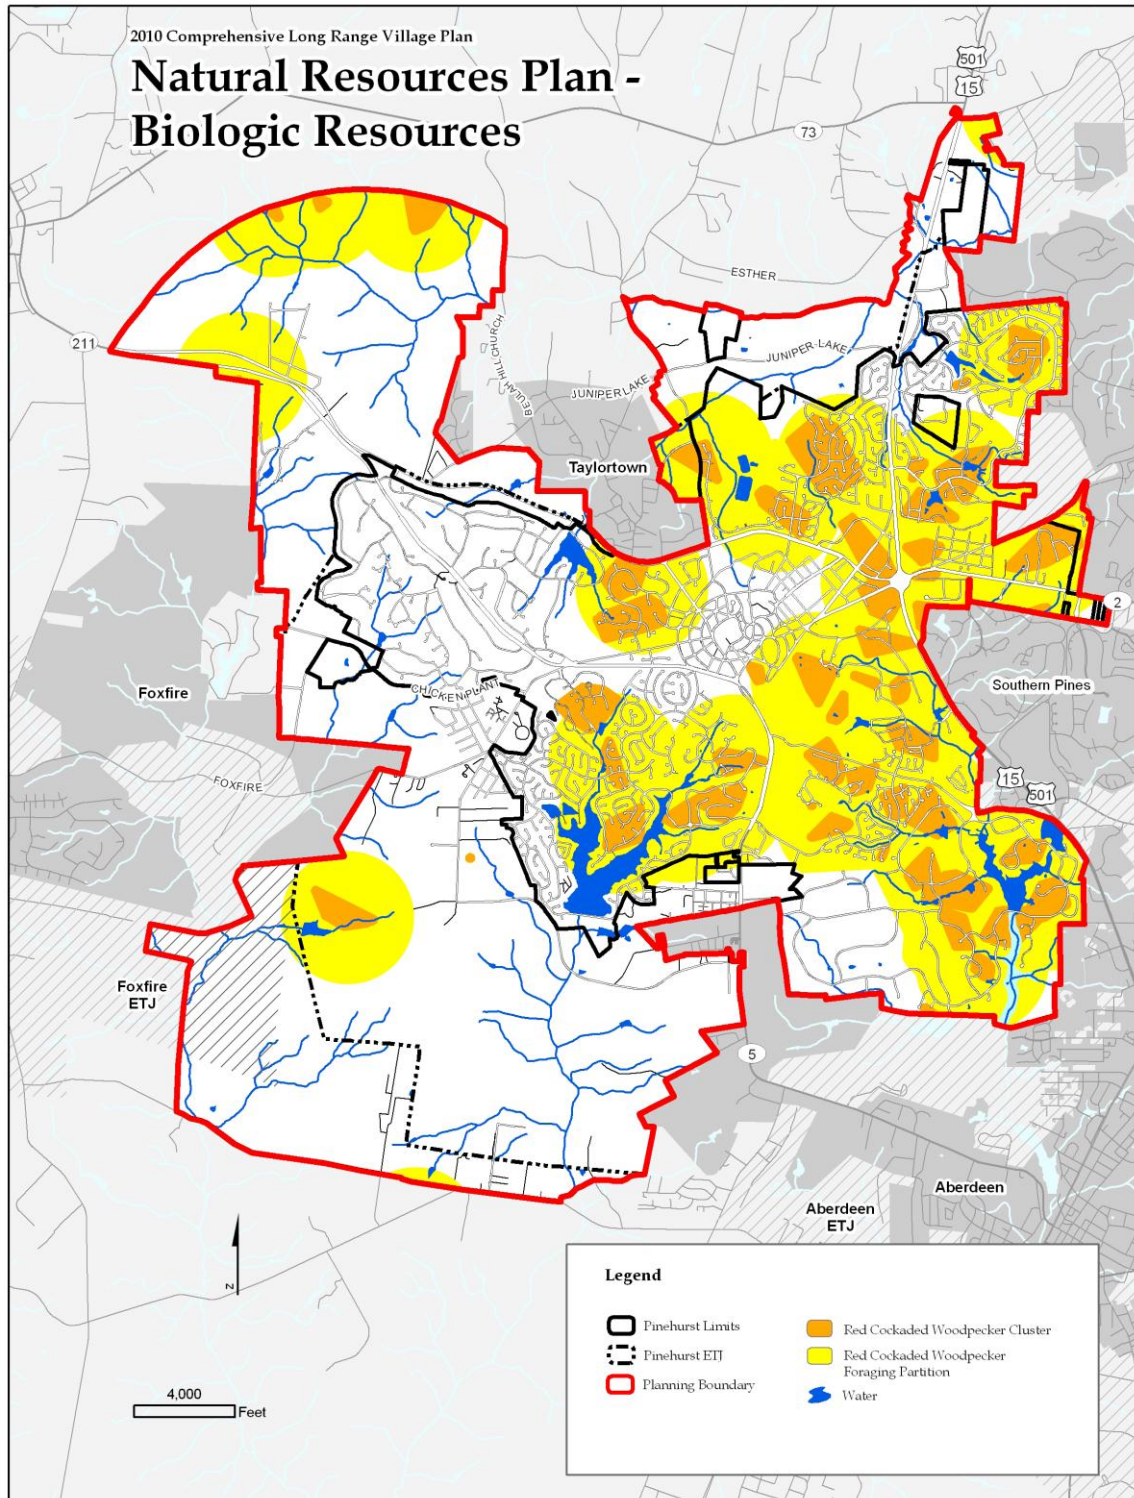 2010 Comprehensive Long Range Village Plan
Natural Resources Plan -
Biologic Resources
501
15
73
ESTHER
211
BEULAH HILL CHURCH
JUNIPER LAKE
JUNIPER LAKE
Taylortown
2
Foxfire
CHICKEN PLANT
Southern Pines
FOXFIRE
15
501
Foxfire
ETJ
5
Aberdeen
Aberdeen
ETJ
N
4,000
Feet
Legend
Pinehurst Limits
Pinehurst ETJ
Planning Boundary
Red Cockaded Woodpecker Cluster
Red Cockaded Woodpecker
Foraging Partition
Water